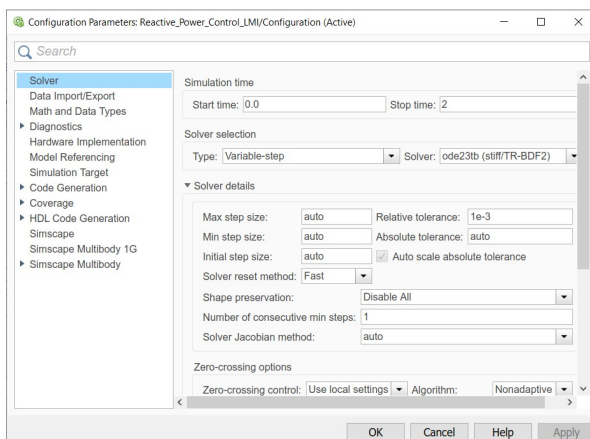 Configuration Parameters: Reactive_Power_Control_LMI/Configuration (Active)
Search
Solver
Data Import/Export
Math and Data Types
Diagnostics
Hardware Implementation
Model Referencing
Simulation Target
Code Generation
Coverage
HDL Code Generation
Simscape
Simscape Multibody 1G
Simscape Multibody
Simulation time
Start time: 0.0 Stop time: 2
Solver selection
Type: Variable-step Solver: ode23tb (stiff/TR-BDF2)
Solver details
Max step size: auto Relative tolerance: 1e-3
Min step size: auto Absolute tolerance: auto
Initial step size: auto Auto scale absolute tolerance
Solver reset method: Fast
Shape preservation: Disable All
Number of consecutive min steps: 1
Solver Jacobian method: auto
Zero-crossing options
Zero-crossing control: Use local settings Algorithm: Nonadaptive
OK Cancel Help Apply